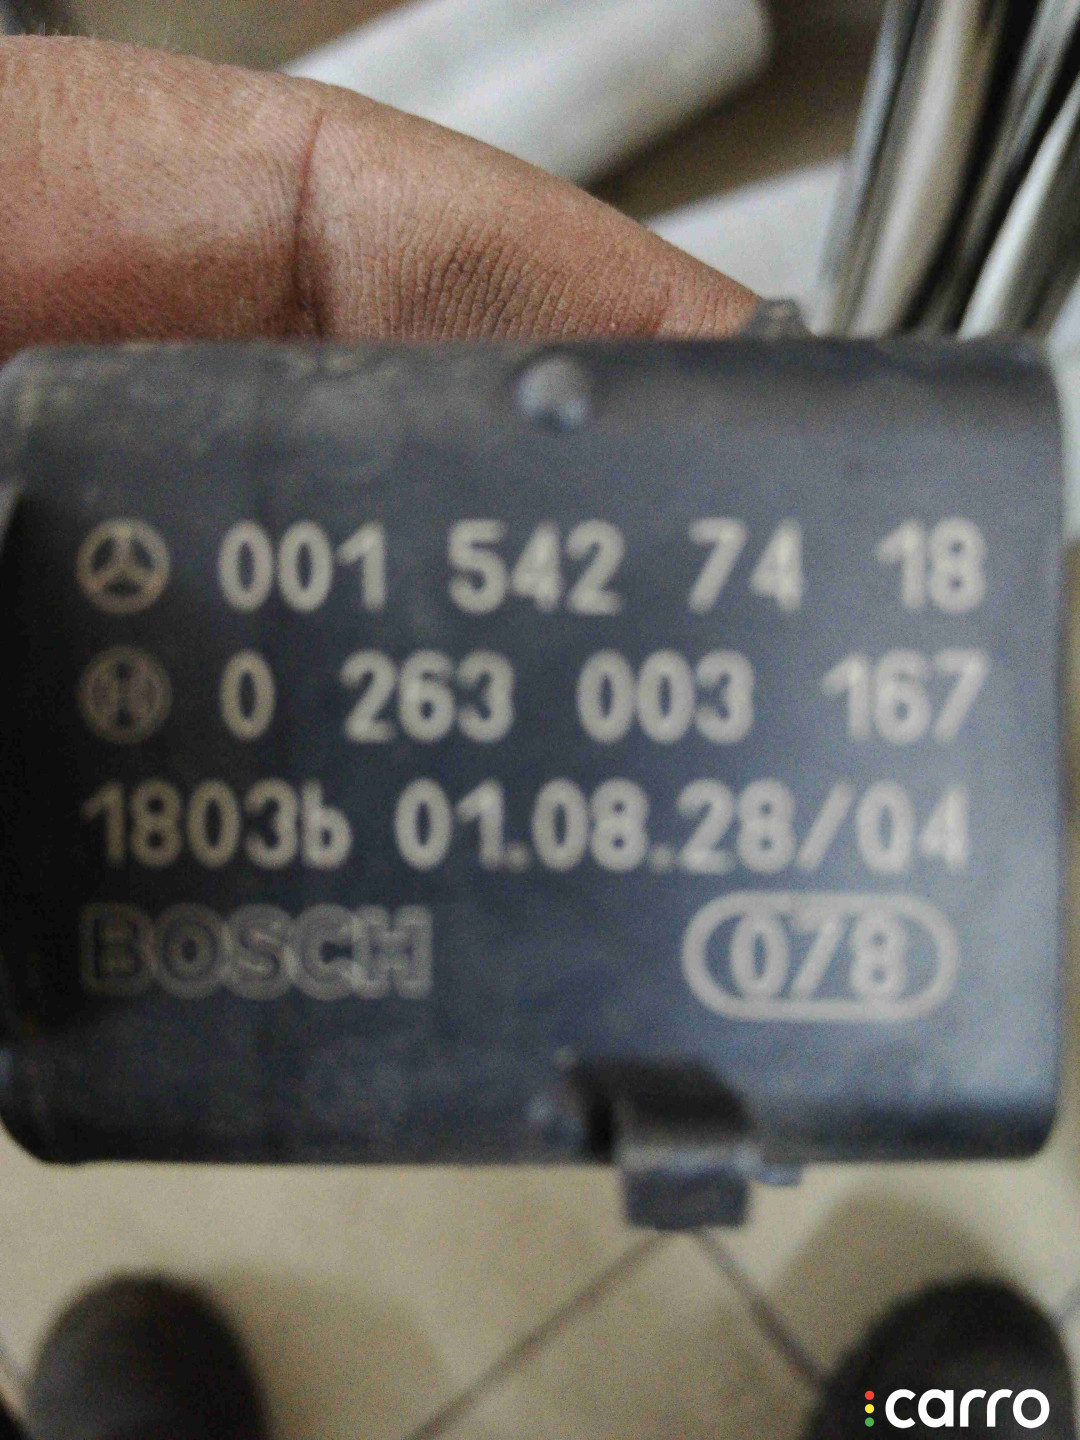 001 542 74 18
0 263 003 167
1803b 01.08.28/04
BOSCH 078
carro